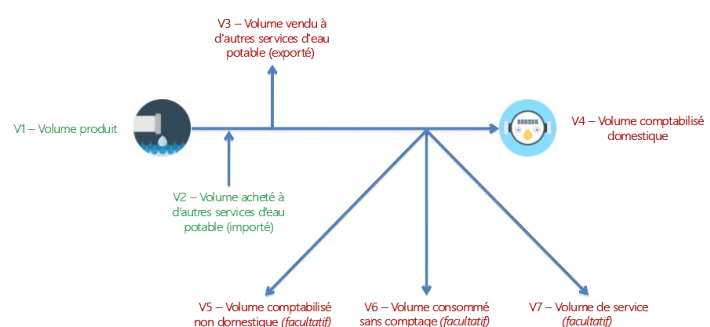 V3 – Volume vendu à
d'autres services d'eau
potable (exporté)
V1 – Volume produit
V4 – Volume comptabilisé
domestique
V2 – Volume acheté à
d'autres services d'eau
potable (importé)
V5 – Volume comptabilisé
non domestique (facultatif)
V6 – Volume consommé
sans comptage (facultatif)
V7 – Volume de service
(facultatif)